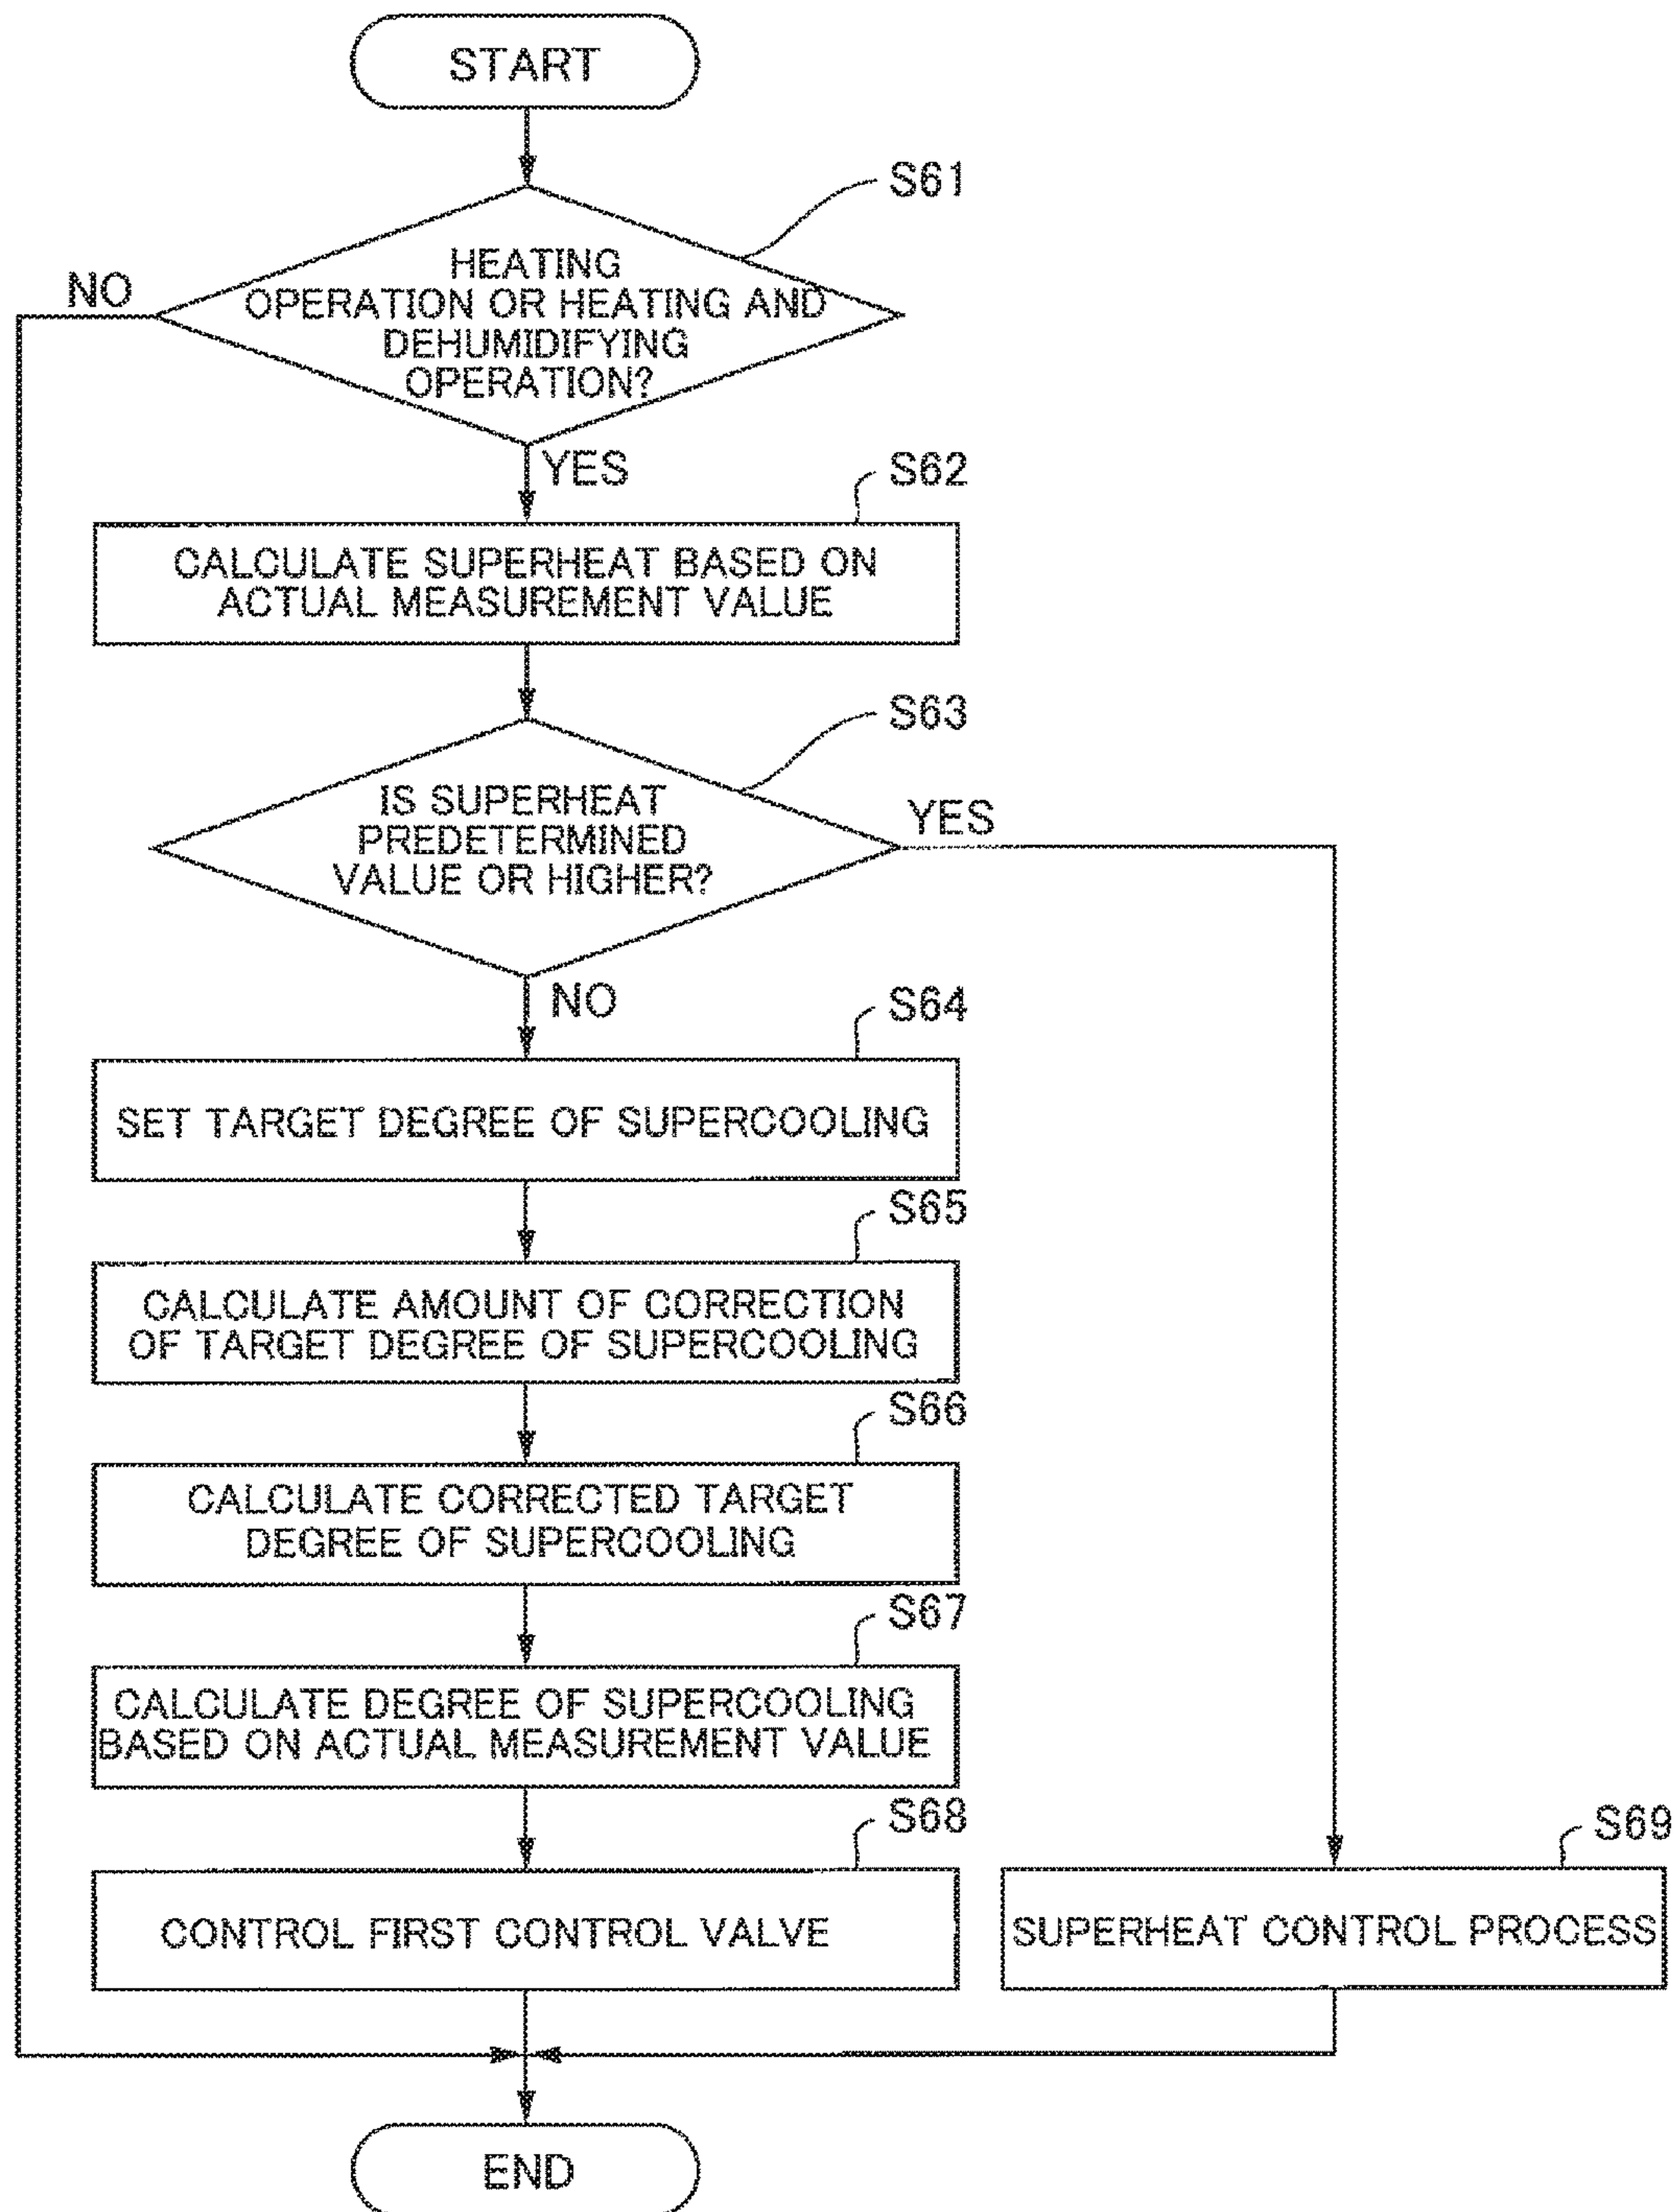 START
S61
HEATING
OPERATION OR HEATING AND
DEHUMIDIFYING
OPERATION?
NO
YES
S62
CALCULATE SUPERHEAT BASED ON
ACTUAL MEASUREMENT VALUE
S63
IS SUPERHEAT
PREDETERMINED
VALUE OR HIGHER?
YES
NO
S64
SET TARGET DEGREE OF SUPERCOOLING
S65
CALCULATE AMOUNT OF CORRECTION
OF TARGET DEGREE OF SUPERCOOLING
S66
CALCULATE CORRECTED TARGET
DEGREE OF SUPERCOOLING
S67
CALCULATE DEGREE OF SUPERCOOLING
BASED ON ACTUAL MEASUREMENT VALUE
S68
CONTROL FIRST CONTROL VALVE
S69
SUPERHEAT CONTROL PROCESS
END